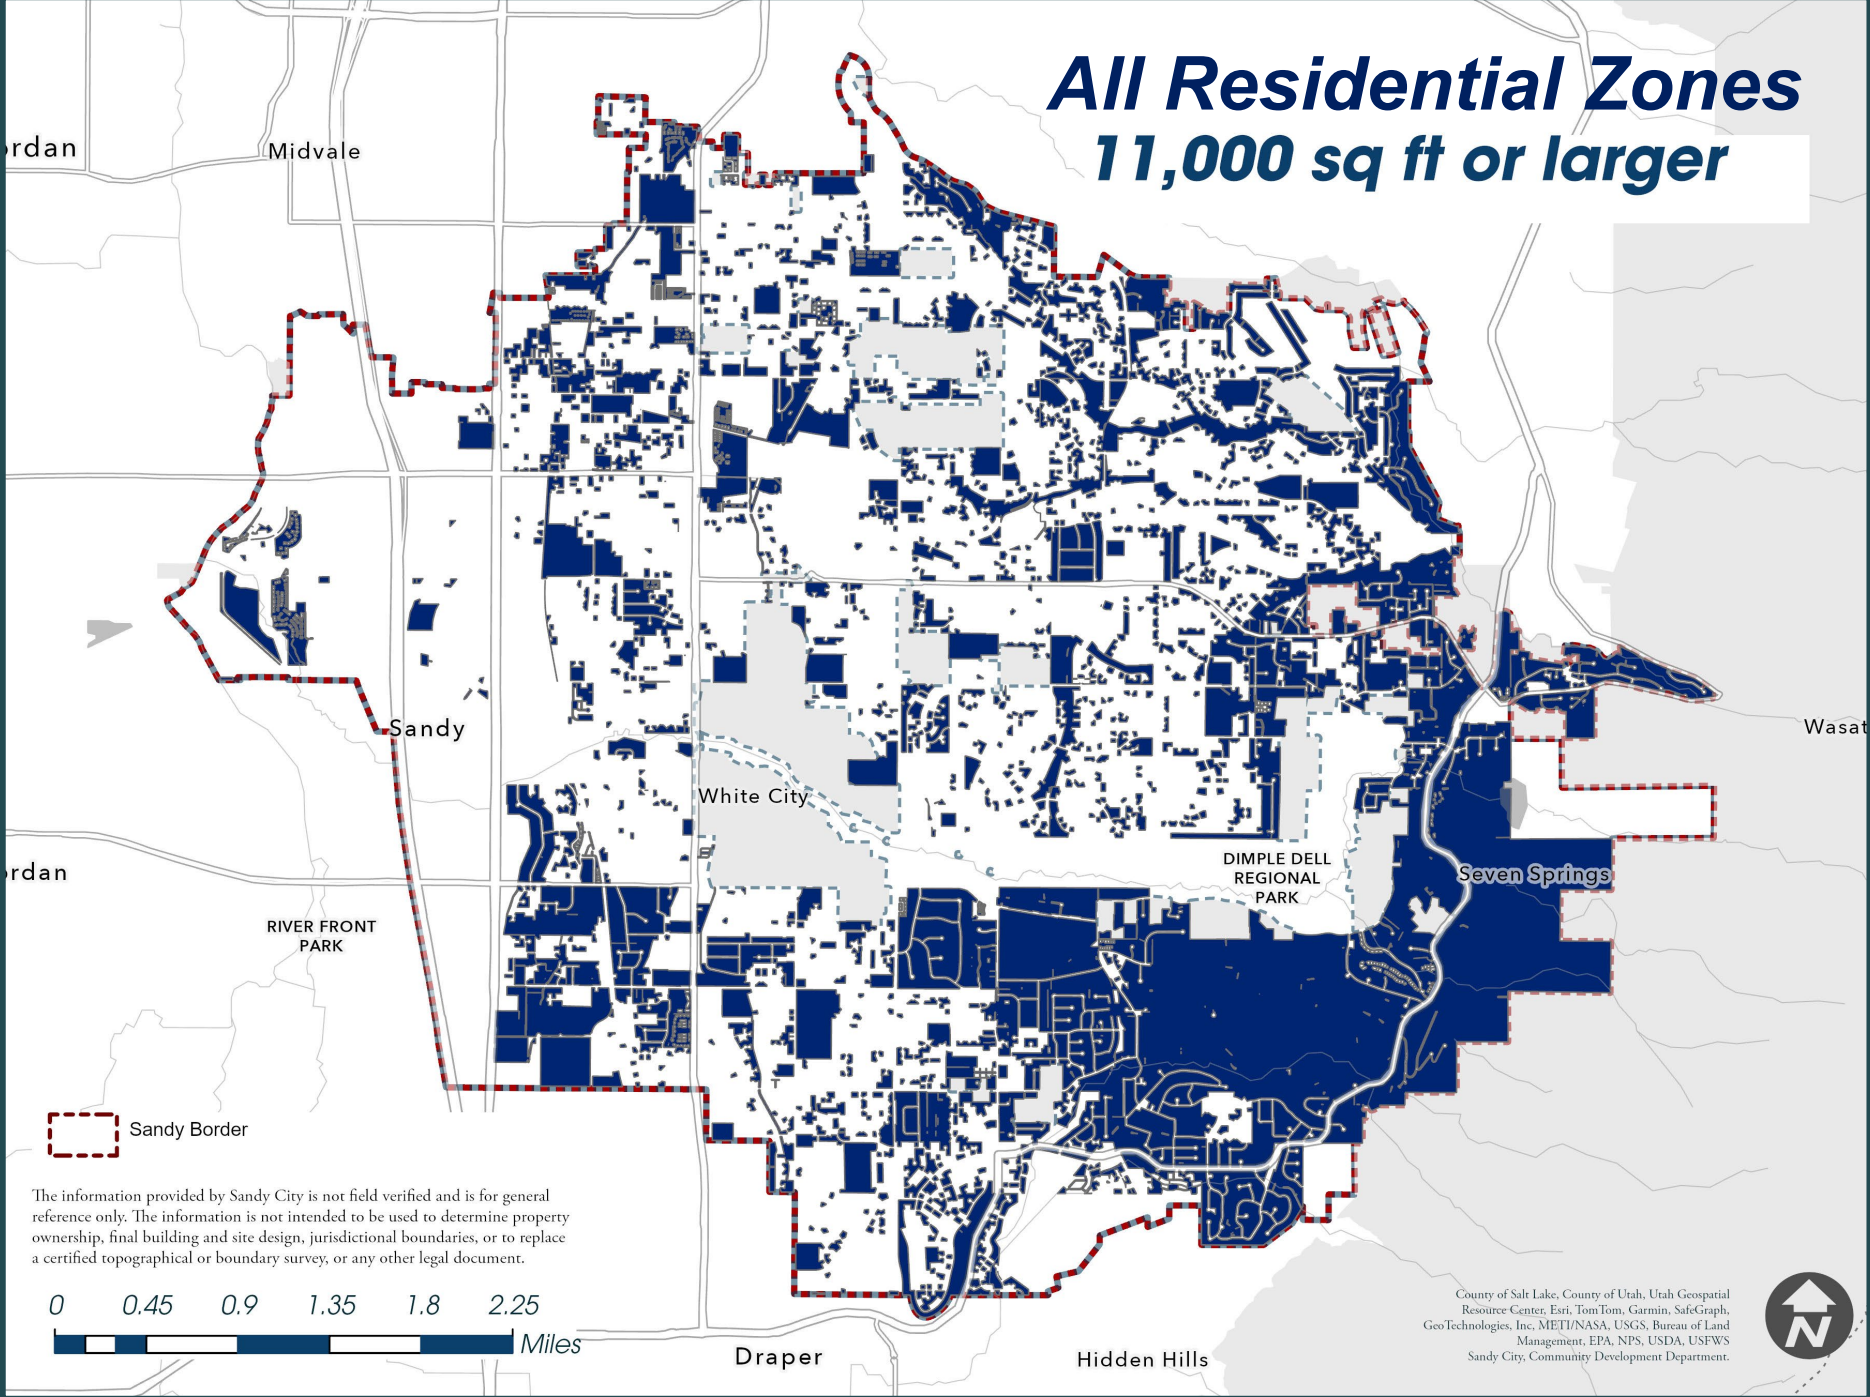 All Residential Zones
11,000 sq ft or larger
ordan
Midvale
Sandy
White City
Wasat
DIMPLE DELL
REGIONAL
PARK
Seven Springs
ordan
RIVER FRONT
PARK
Sandy Border
The information provided by Sandy City is not field verified and is for general
reference only. The information is not intended to be used to determine property
ownership, final building and site design, jurisdictional boundaries, or to replace
a certified topographical or boundary survey, or any other legal document.
0 0.45 0.9 1.35 1.8 2.25
Miles
Draper
Hidden Hills
County of Salt Lake, County of Utah, Utah Geospatial
Resource Center, Esri, TomTom, Garmin, SafeGraph,
GeoTechnologies, Inc, METI/NASA, USGS, Bureau of Land
Management, EPA, NPS, USDA, USFWS
Sandy City, Community Development Department.
N